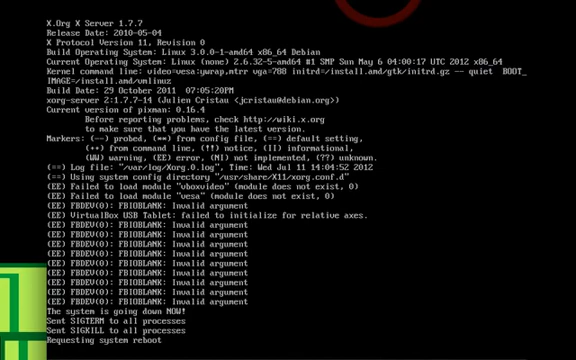 X.Org X Server 1.7.7
Release Date: 2010-05-04
X Protocol Version 11, Revision 0
Build Operating System: Linux 3.0.0-1-amd64 x86_64 Debian
Current Operating System: Linux (none) 2.6.32-5-amd64 #1 SMP Sun May 6 04:00:17 UTC 2012 x86_64
Kernel command line: video=vesa:ywrap,mtrr vga=788 initrd=/install.amd/gtk/initrd.gz -- quiet  BOOT_
IMAGE=/install.amd/vmlinuz
Build Date: 29 October 2011  07:05:20PM
xorg-server 2:1.7.7-14 (Julien Cristau <jcristau@debian.org>)
Current version of pixman: 0.16.4
Before reporting problems, check http://wiki.x.org
to make sure that you have the latest version.
Markers: (--) probed, (**) from config file, (==) default setting,
(++) from command line, (!!) notice, (II) informational,
(WW) warning, (EE) error, (NI) not implemented, (??) unknown.
(==) Log file: "/var/log/Xorg.0.log", Time: Wed Jul 11 14:04:52 2012
(==) Using system config directory "/usr/share/X11/xorg.conf.d"
(EE) Failed to load module "vboxvideo" (module does not exist, 0)
(EE) Failed to load module "vesa" (module does not exist, 0)
(EE) FBDEV(0): FBIOBLANK: Invalid argument
(EE) VirtualBox USB Tablet: failed to initialize for relative axes.
(EE) FBDEV(0): FBIOBLANK: Invalid argument
(EE) FBDEV(0): FBIOBLANK: Invalid argument
(EE) FBDEV(0): FBIOBLANK: Invalid argument
(EE) FBDEV(0): FBIOBLANK: Invalid argument
(EE) FBDEV(0): FBIOBLANK: Invalid argument
(EE) FBDEV(0): FBIOBLANK: Invalid argument
(EE) FBDEV(0): FBIOBLANK: Invalid argument
(EE) FBDEV(0): FBIOBLANK: Invalid argument
(EE) FBDEV(0): FBIOBLANK: Invalid argument
The system is going down NOW!
Sent SIGTERM to all processes
Sent SIGKILL to all processes
Requesting system reboot